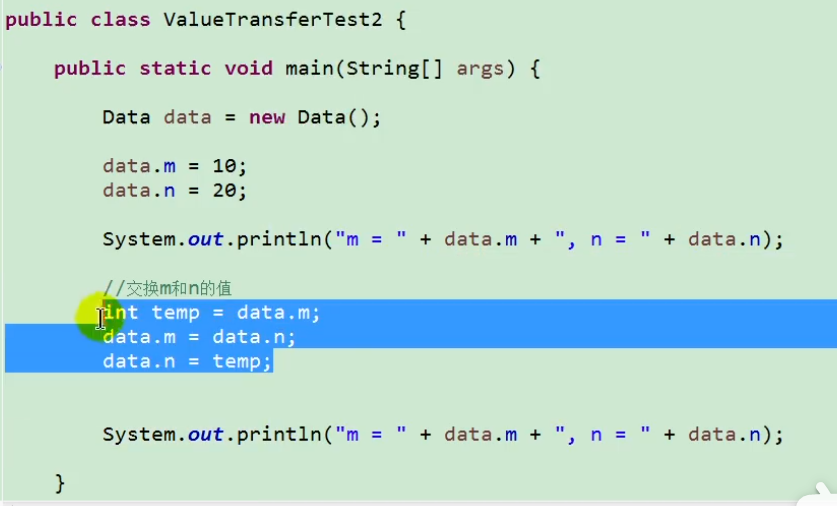 public class ValueTransferTest2 {
public static void main(String[] args) {
Data data = new Data();
data.m = 10;
data.n = 20;
System.out.println("m = " + data.m + ", n = " + data.n);
//交换m和n的值
int temp = data.m;
data.m = data.n;
data.n = temp;
System.out.println("m = " + data.m + ", n = " + data.n);
}